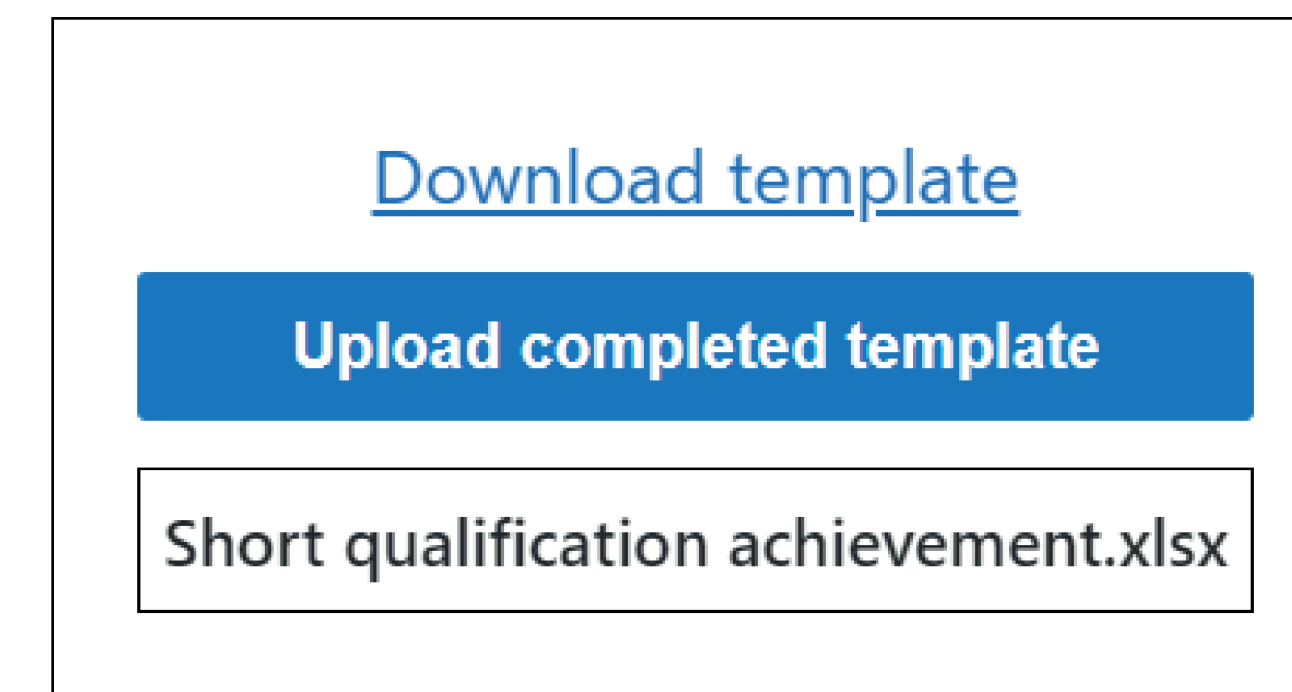 Download template
Upload completed template
Short qualification achievement.xlsx